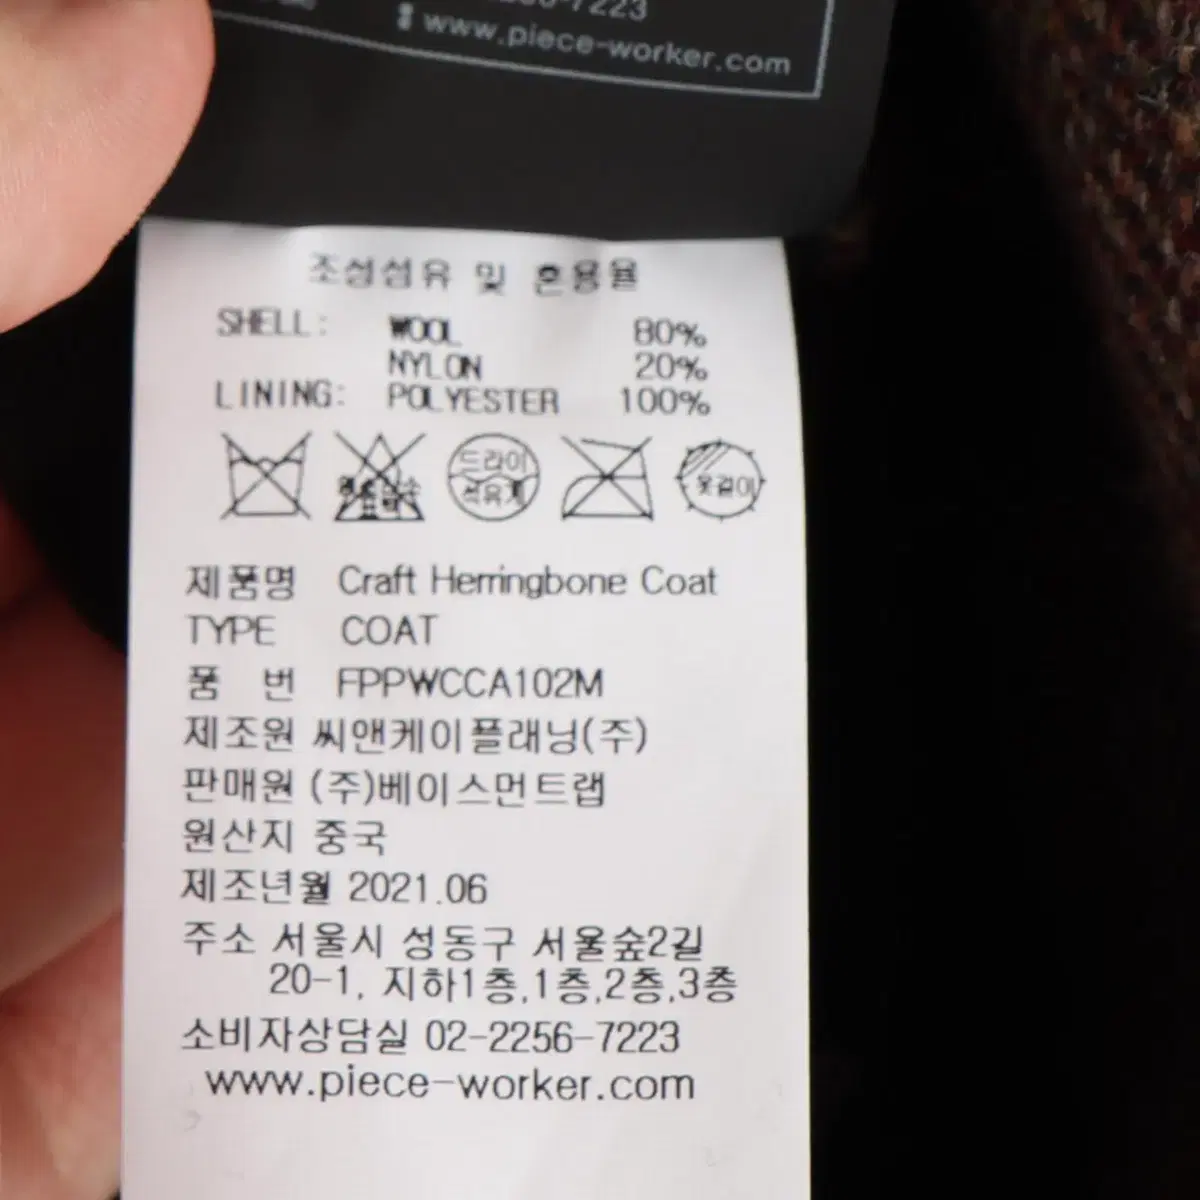 7223
www.piece-worker.com
조성섬유 및 혼용율
SHELL: WOOL 80%
NYLON 20%
LINING: POLYESTER 100%
드라이
석유계
옷걸이
제품명 Craft Herringbone Coat
TYPE COAT
품 번 FPPWCCA102M
제조원 씨앤케이플래닝(주)
판매원 (주)베이스먼트랩
원산지 중국
제조년월 2021.06
주소 서울시 성동구 서울숲2길
20-1, 지하1층,1층,2층,3층
소비자상담실 02-2256-7223
www.piece-worker.com